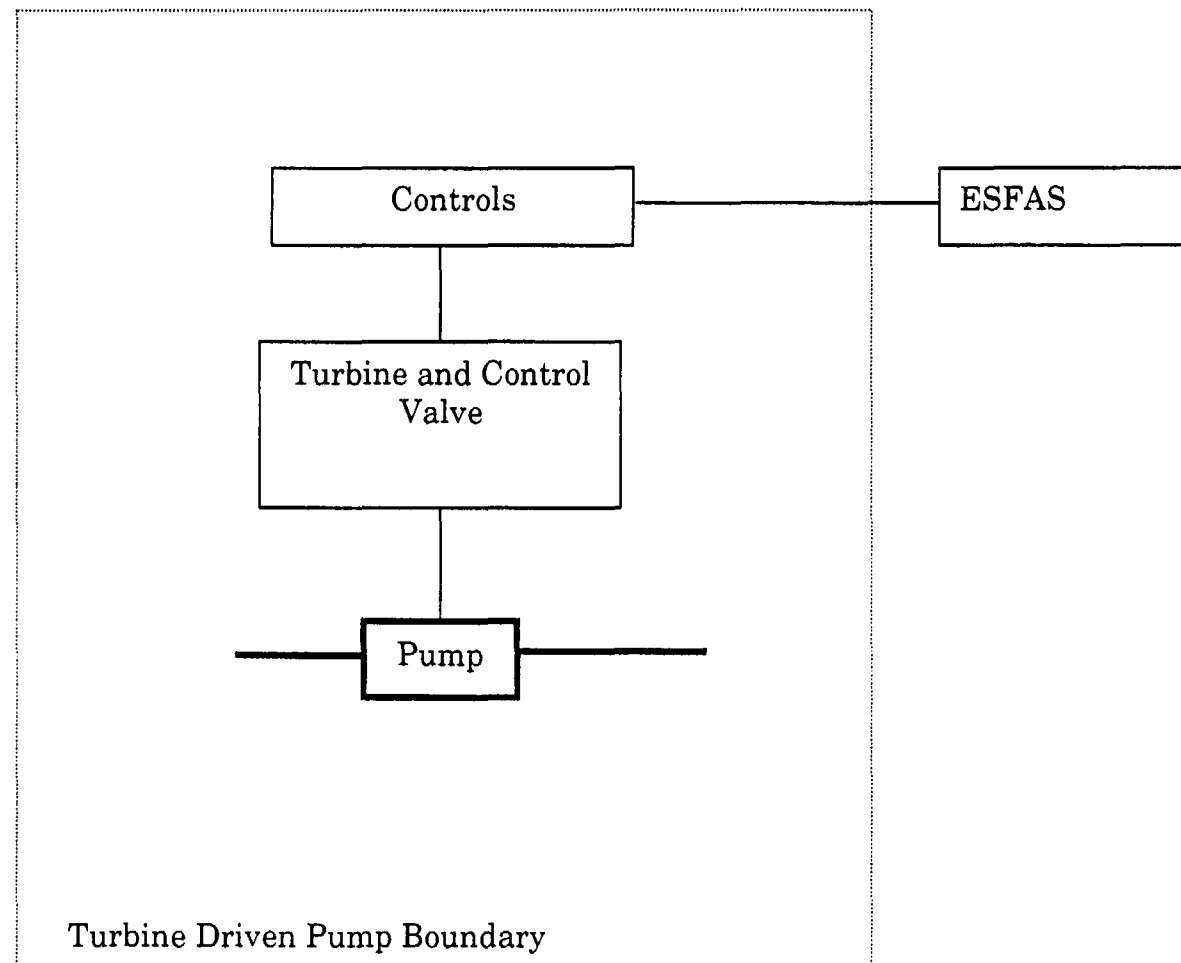 Controls
ESFAS
Turbine and Control
Valve
Pump
Turbine Driven Pump Boundary